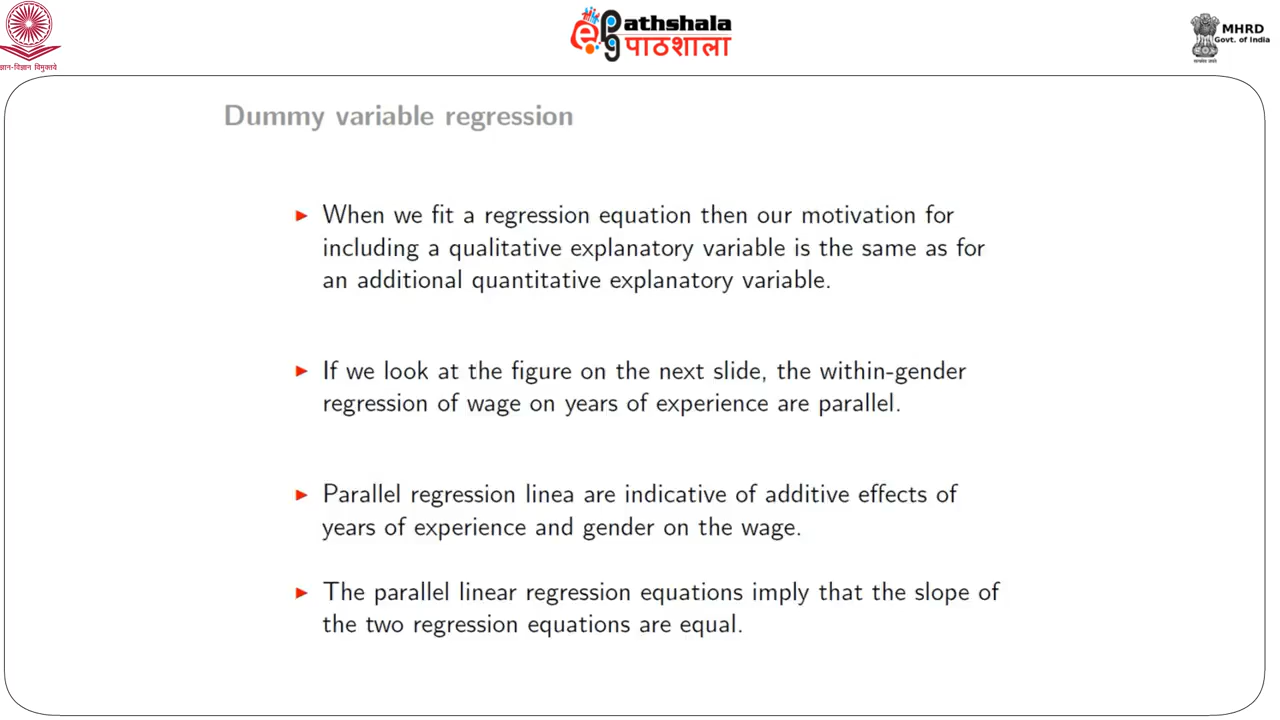 ज्ञान-विज्ञान विमुक्तये
ePathshala
पाठशाला
MHRD
Govt. of India
Dummy variable regression
When we fit a regression equation then our motivation for
including a qualitative explanatory variable is the same as for
an additional quantitative explanatory variable.
If we look at the figure on the next slide, the within-gender
regression of wage on years of experience are parallel.
Parallel regression linea are indicative of additive effects of
years of experience and gender on the wage.
The parallel linear regression equations imply that the slope of
the two regression equations are equal.